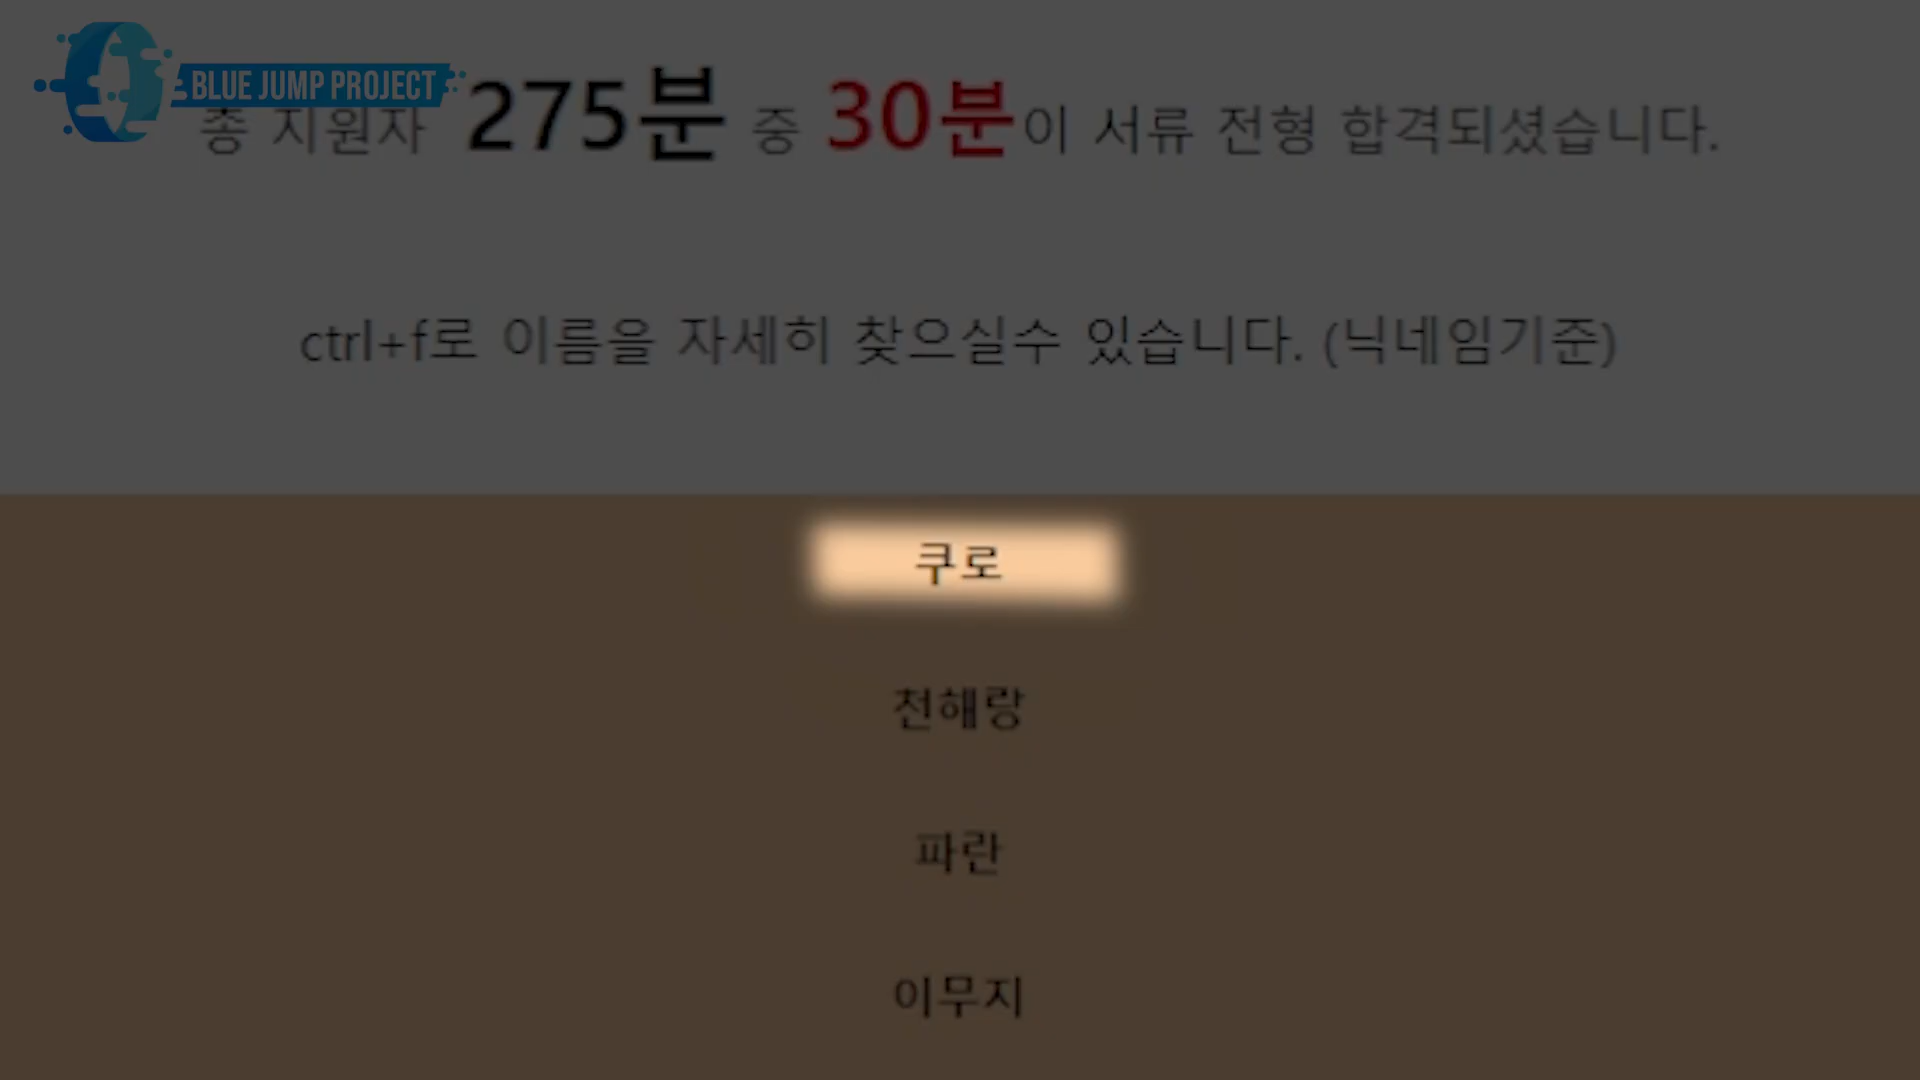 BLUE JUMP PROJECT
총 지원자 275분 중 30분이 서류 전형 합격되셨습니다.
ctrl+f로 이름을 자세히 찾으실수 있습니다. (닉네임기준)
쿠로
천해랑
파란
이무지